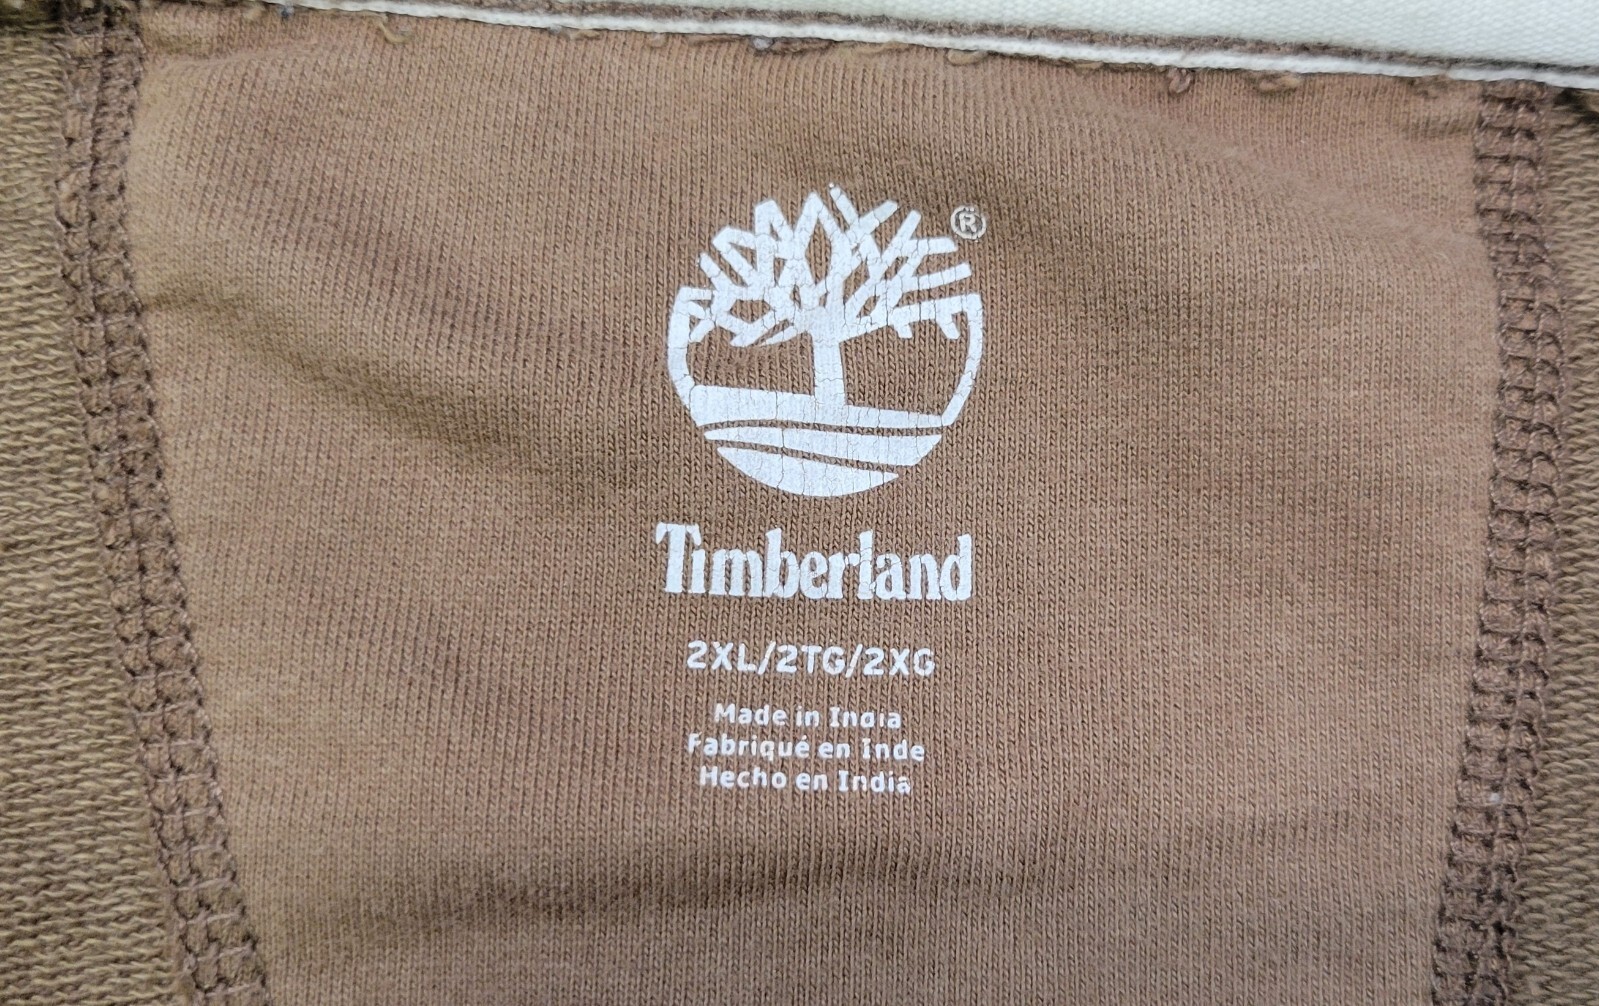 ®
Timberland
2XL/2TG/2XG
Made in India
Fabriqué en Inde
Hecho en India